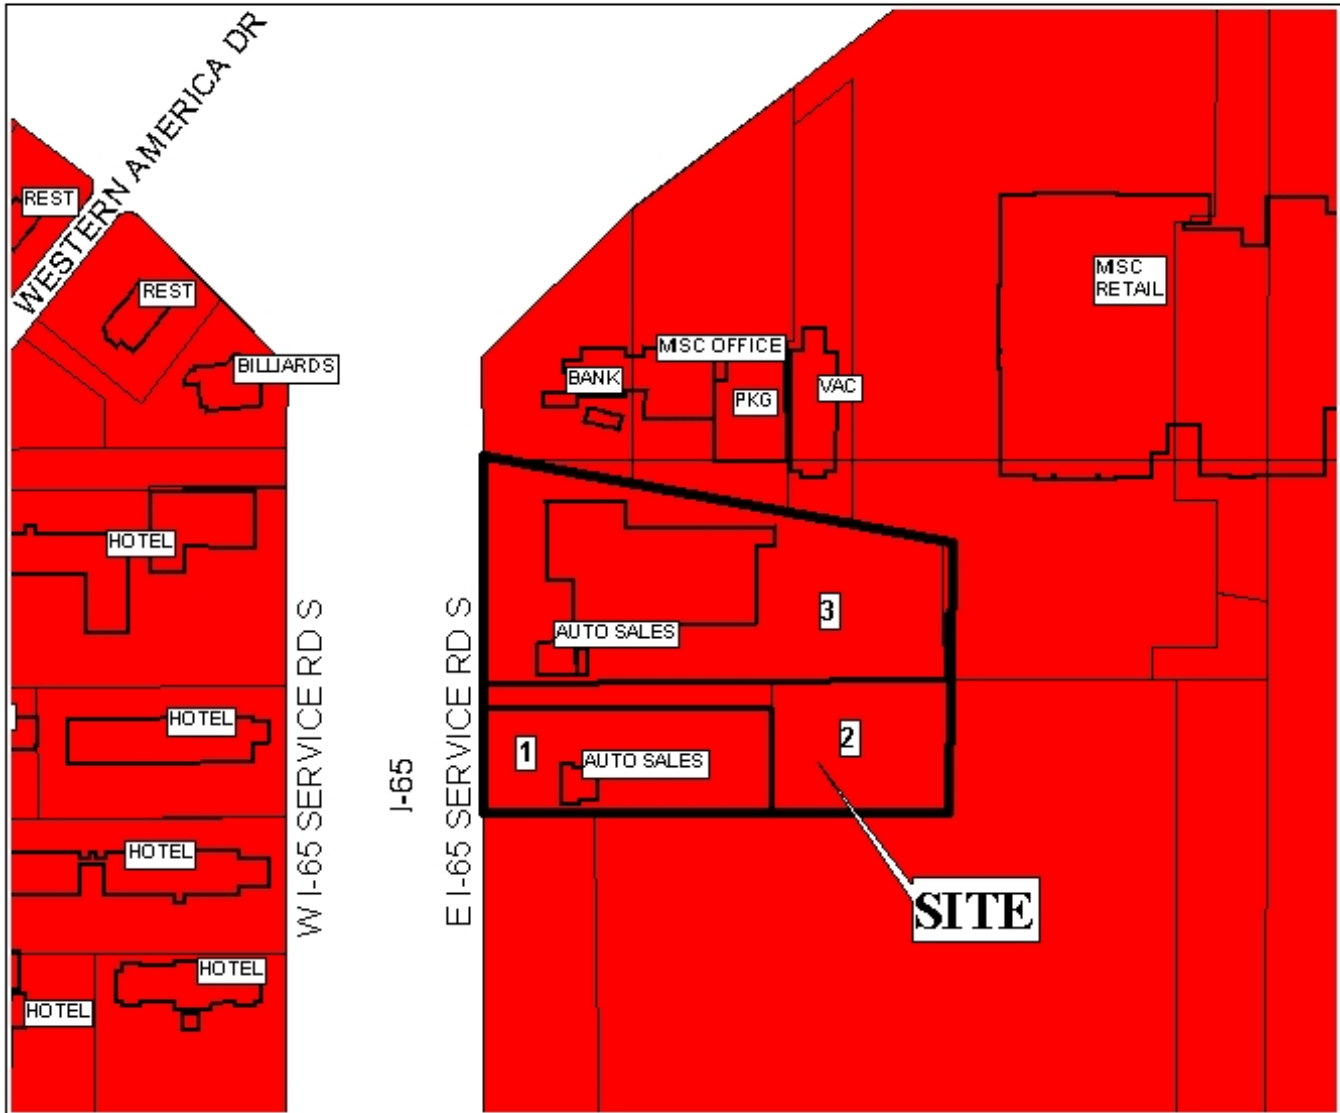 WESTERN AMERICA DR
REST
REST
BILLIARDS
MISC
RETAIL
MISC OFFICE
BANK
PKG
VAC
HOTEL
3
AUTO SALES
HOTEL
1
AUTO SALES
2
W I-65 SERVICE RD S
I-65
E I-65 SERVICE RD S
HOTEL
SITE
HOTEL
HOTEL